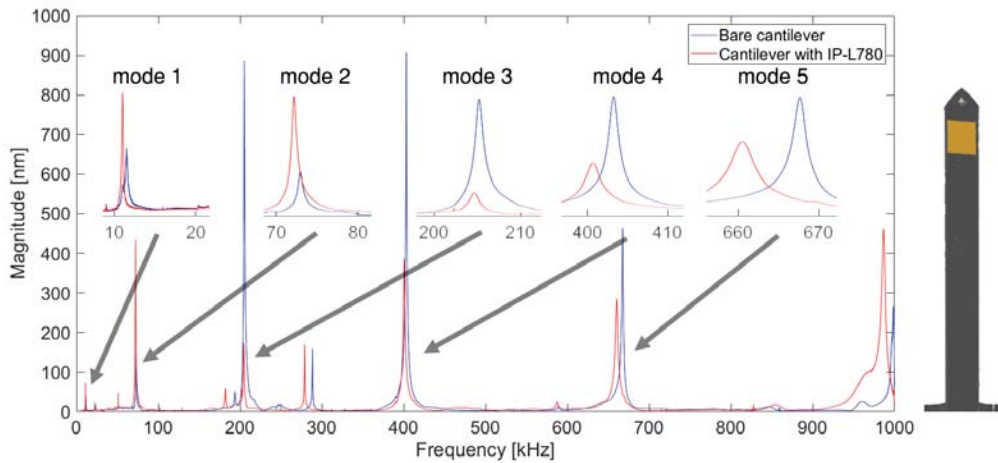 Bare cantilever
Cantilever with IP-L780
mode 1 mode 2 mode 3 mode 4 mode 5
1000
900
800
700
600
500
400
300
200
100
0
Magnitude [nm]
10 20
70 80
200 210
400 410
660 670
0 100 200 300 400 500 600 700 800 900 1000
Frequency [kHz]